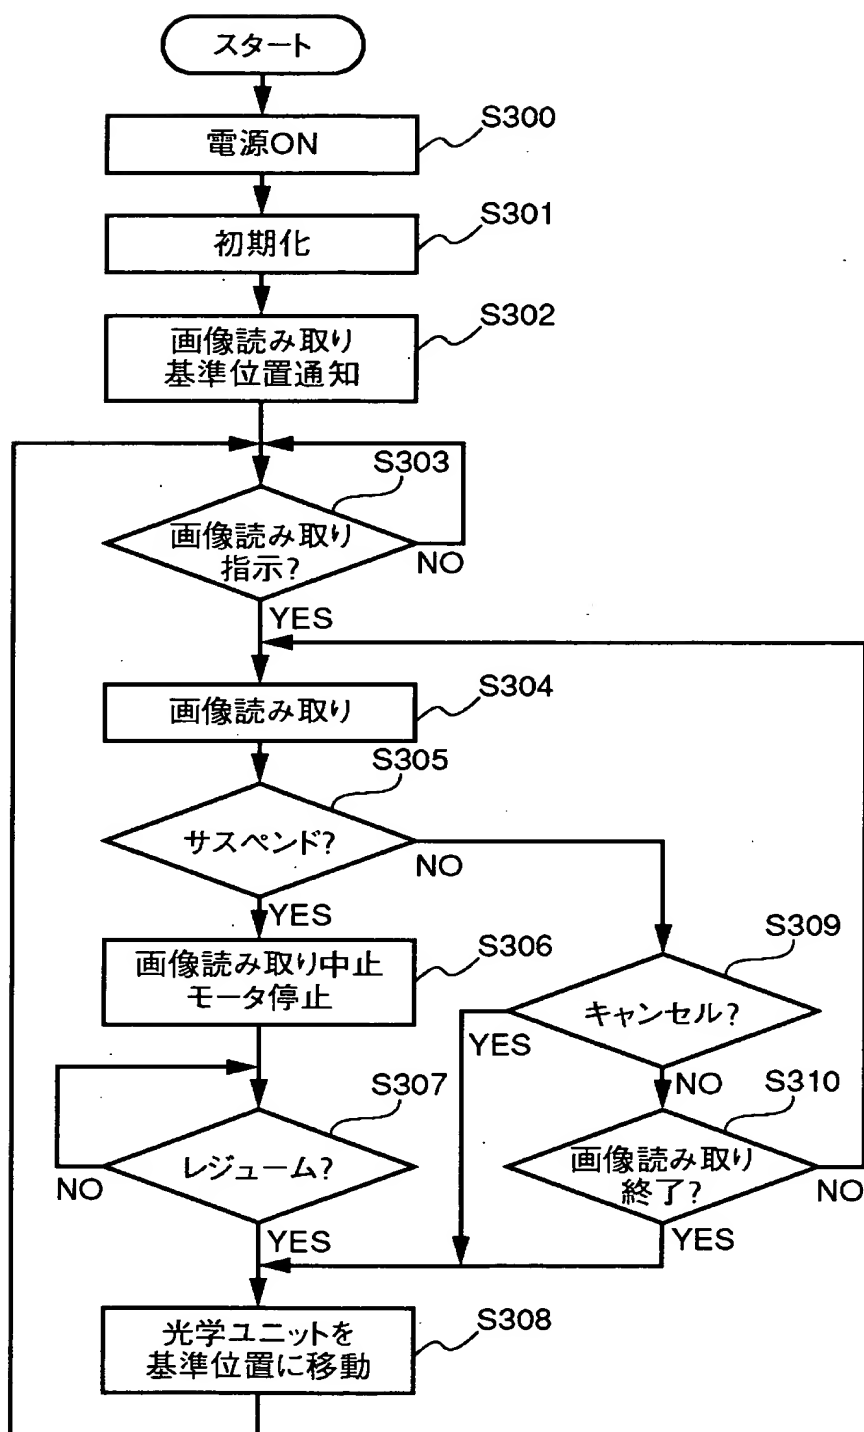 スタート
電源ON
S300
初期化
S301
画像読み取り
基準位置通知
S302
画像読み取り
指示?
S303
NO
YES
画像読み取り
S304
サスペンド?
S305
NO
YES
画像読み取り中止
モータ停止
S306
キャンセル?
S309
YES
NO
レジューム?
S307
NO
YES
画像読み取り
終了?
S310
NO
YES
光学ユニットを
基準位置に移動
S308